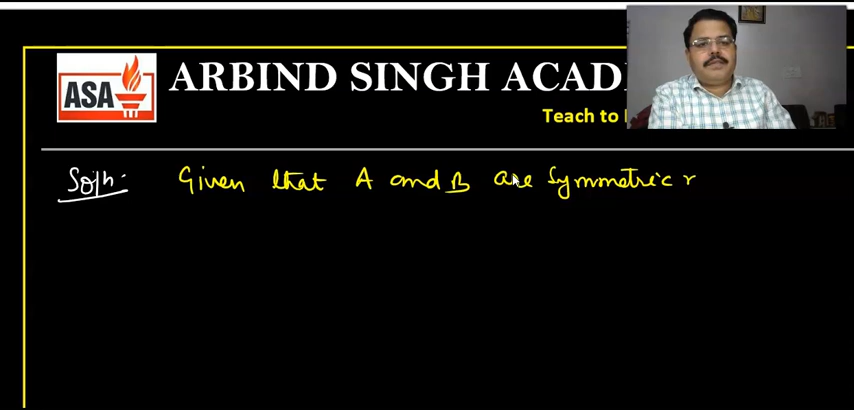 ASA
ARBIND SINGH ACAD
Teach to
Soln.
Given that A and B are Symmetric